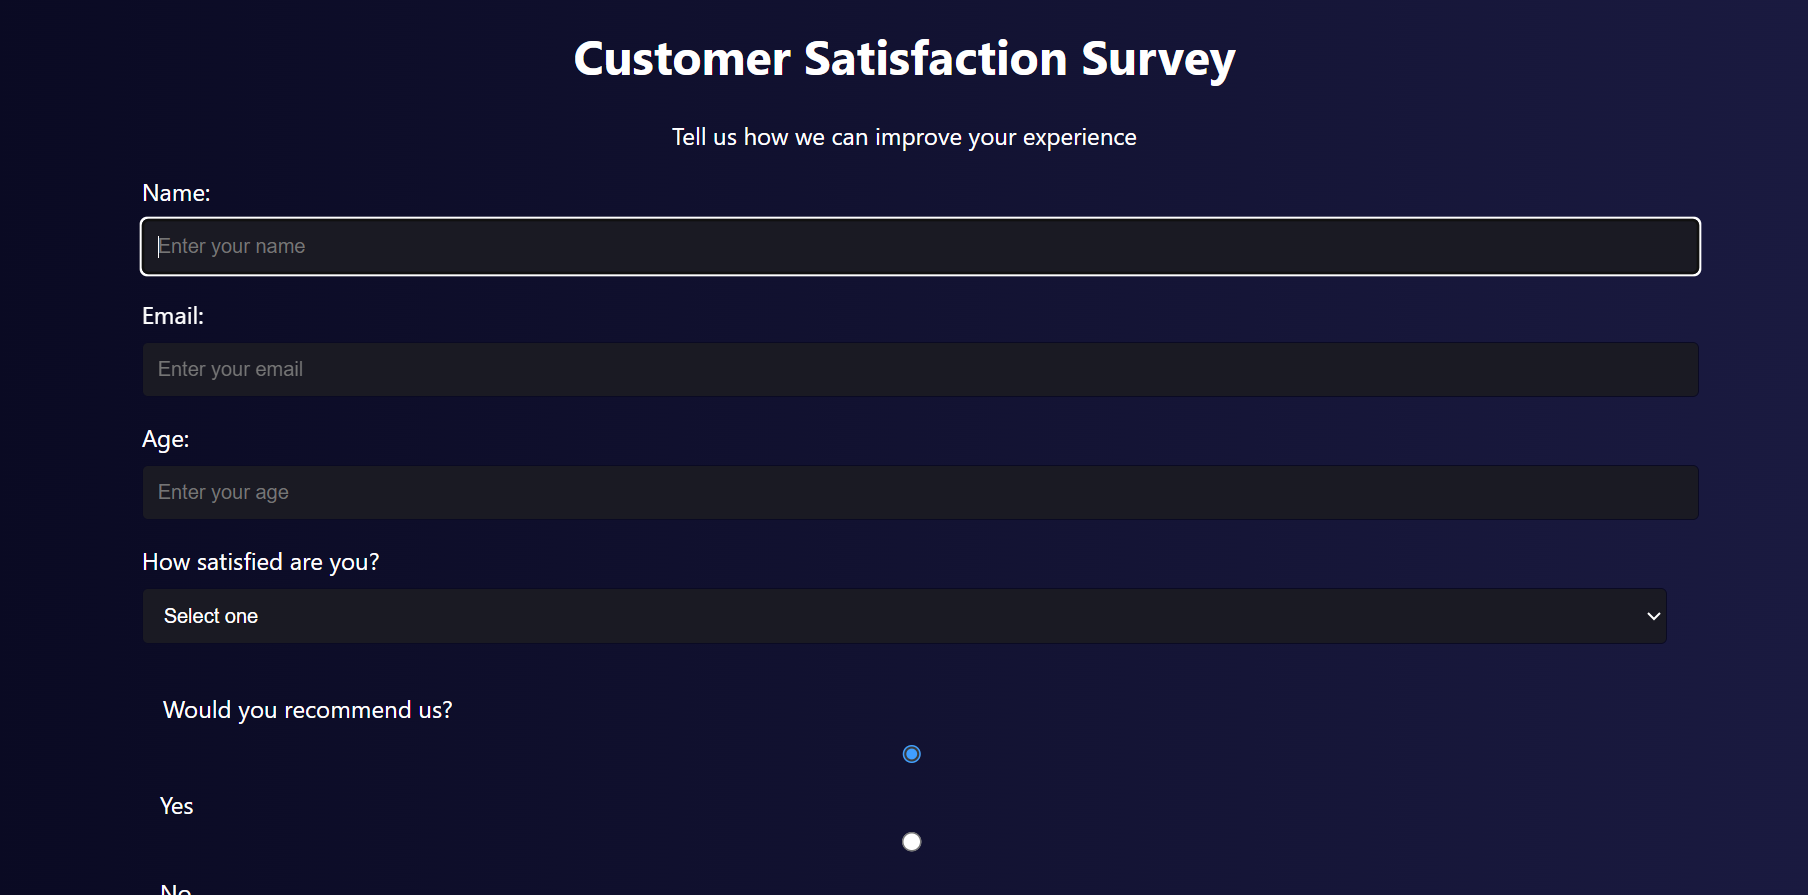 Customer Satisfaction Survey
Tell us how we can improve your experience
Name:
Enter your name
Email:
Enter your email
Age:
Enter your age
How satisfied are you?
Select one
Would you recommend us?
Yes
No